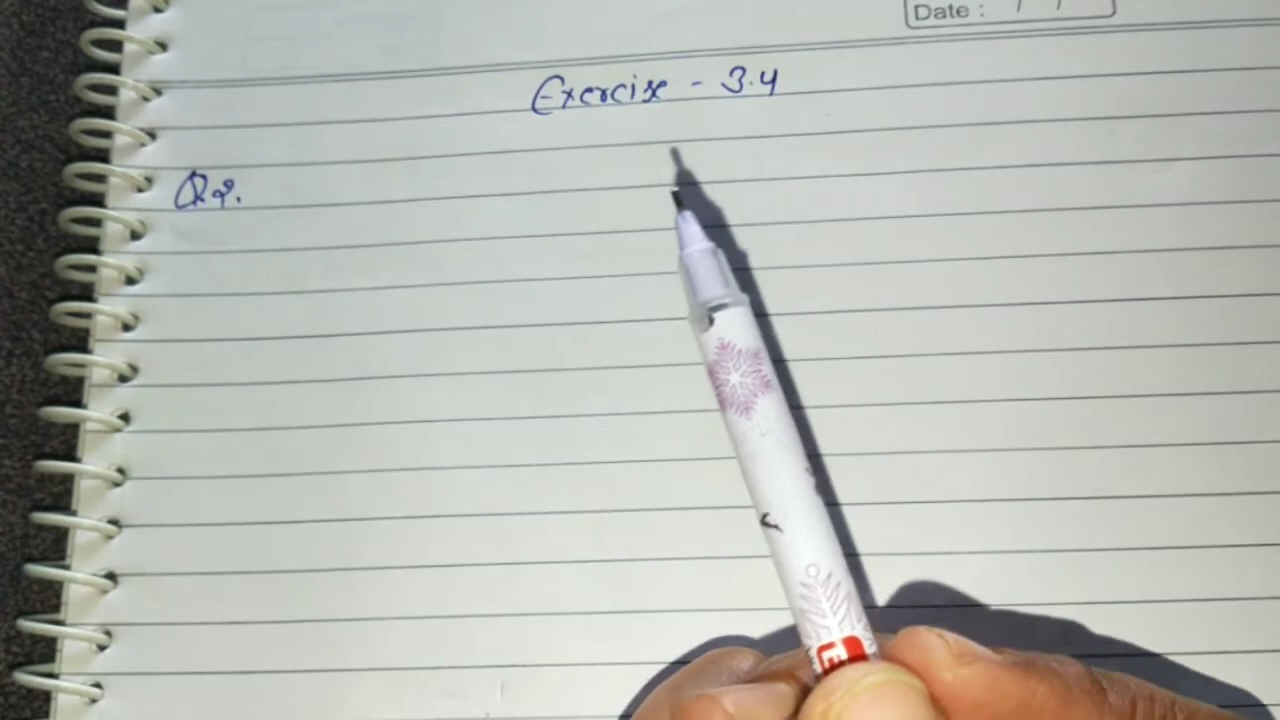 Date : / /
Exercise - 3.4
Q2.